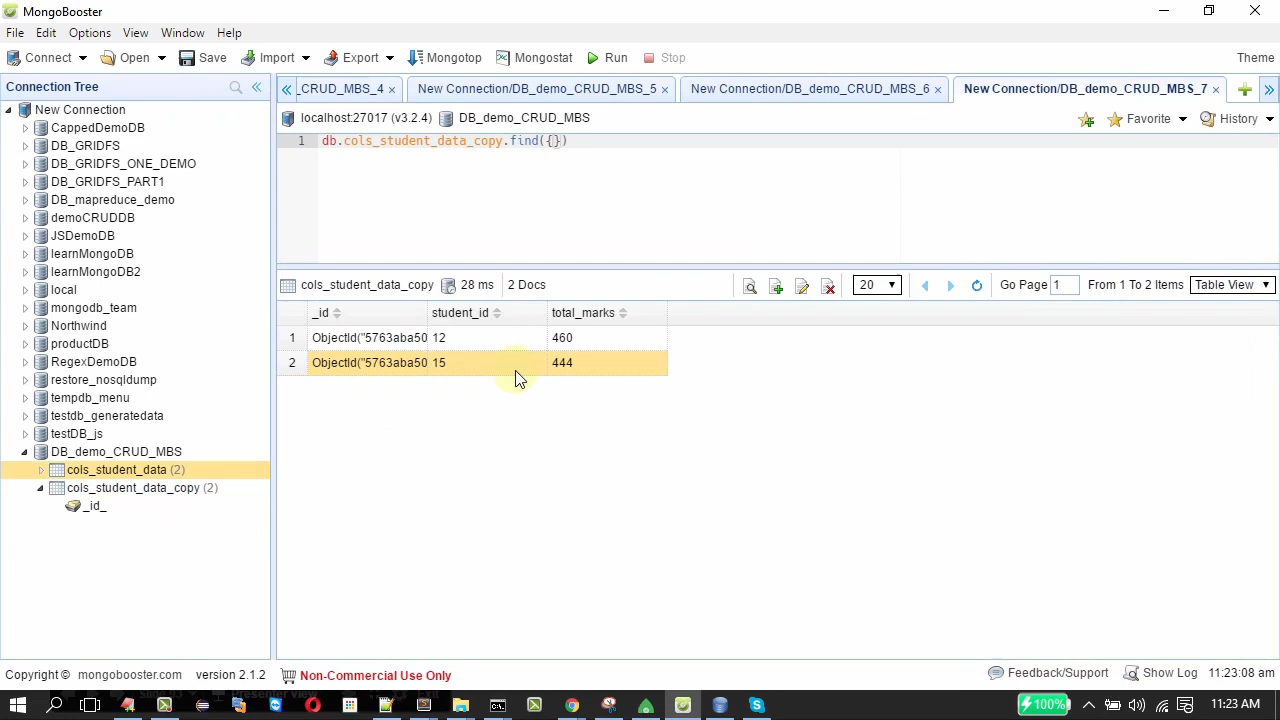 MongoBooster
File Edit Options View Window Help
Connect Open Save Import Export Mongotop Mongostat Run Stop Theme
Connection Tree
_CRUD_MBS_4 × New Connection/DB_demo_CRUD_MBS_5 × New Connection/DB_demo_CRUD_MBS_6 × New Connection/DB_demo_CRUD_MBS_7 ×
New Connection
CappedDemoDB
DB_GRIDFS
DB_GRIDFS_ONE_DEMO
DB_GRIDFS_PART1
DB_mapreduce_demo
demoCRUDDB
JSDemoDB
learnMongoDB
learnMongoDB2
local
mongodb_team
Northwind
productDB
RegexDemoDB
restore_nosqldump
tempdb_menu
testdb_generatedata
testDB_js
DB_demo_CRUD_MBS
cols_student_data (2)
cols_student_data_copy (2)
_id_
localhost:27017 (v3.2.4) DB_demo_CRUD_MBS Favorite History
1 db.cols_student_data_copy.find({})
cols_student_data_copy 28 ms 2 Docs 20 Go Page 1 From 1 To 2 Items Table View
_id student_id total_marks
1 ObjectId("5763aba50 12 460
2 ObjectId("5763aba50 15 444
Copyright © mongobooster.com version 2.1.2 Non-Commercial Use Only Feedback/Support Show Log 11:23:08 am
100% 11:23 AM